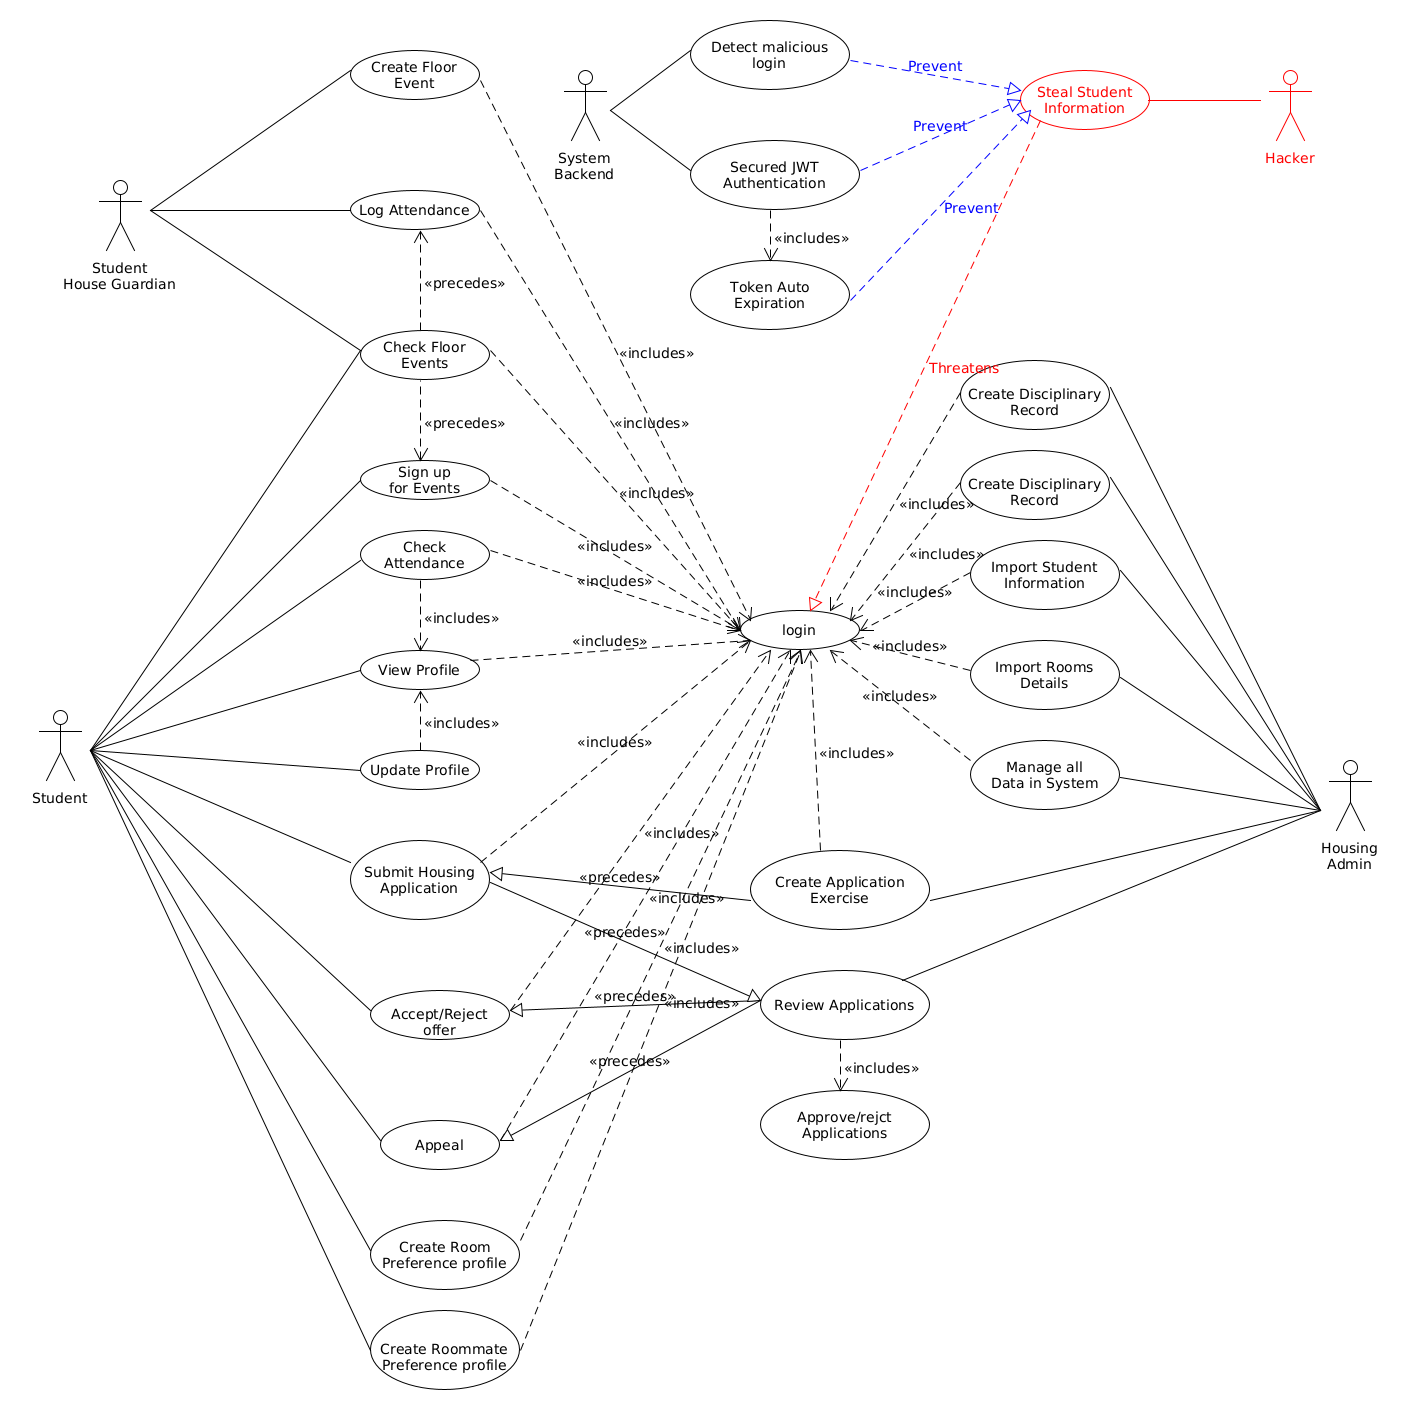 Detect malicious
login
Create Floor
Event
Prevent
Steal Student
Information
Prevent
System
Backend
Hacker
Secured JWT
Authentication
Log Attendance
Prevent
«includes»
Student
House Guardian
«precedes»
Token Auto
Expiration
Check Floor
Events
«includes»
Threatens
Create Disciplinary
Record
«precedes»
«includes»
Sign up
for Events
«includes»
Create Disciplinary
Record
«includes»
Check
Attendance
«includes»
«includes»
«includes»
Import Student
Information
«includes»
«includes»
login
«includes»
«includes»
View Profile
Import Rooms
Details
«includes»
«includes»
«includes»
«includes»
Update Profile
Manage all
Data in System
Student
«includes»
Housing
Admin
Submit Housing
Application
«precedes»
Create Application
Exercise
«includes»
«precedes»
«includes»
«precedes»
«includes»
Review Applications
Accept/Reject
offer
«precedes»
«includes»
Approve/rejct
Applications
Appeal
Create Room
Preference profile
Create Roommate
Preference profile